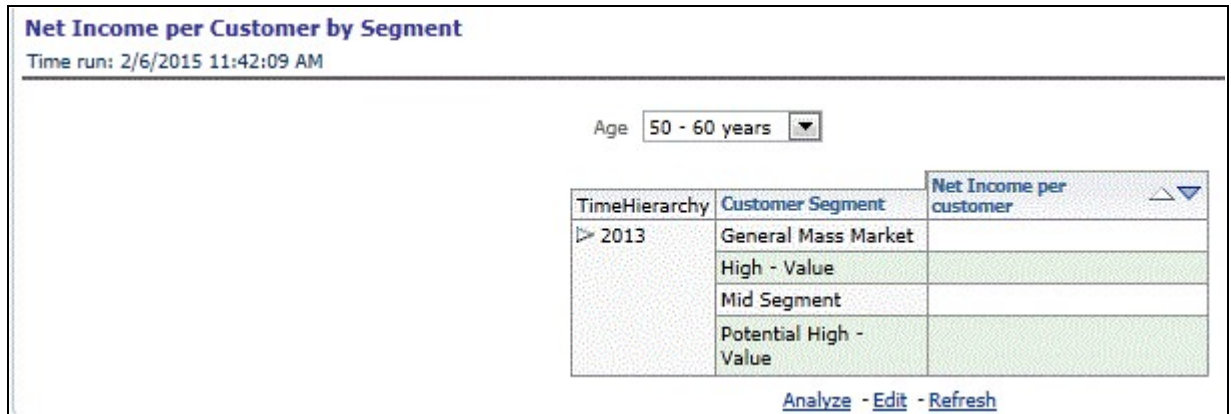 Net Income per Customer by Segment
Time run: 2/6/2015 11:42:09 AM
Age 50 - 60 years
TimeHierarchy Customer Segment Net Income per customer
2013 General Mass Market
High - Value
Mid Segment
Potential High -
Value
Analyze - Edit - Refresh